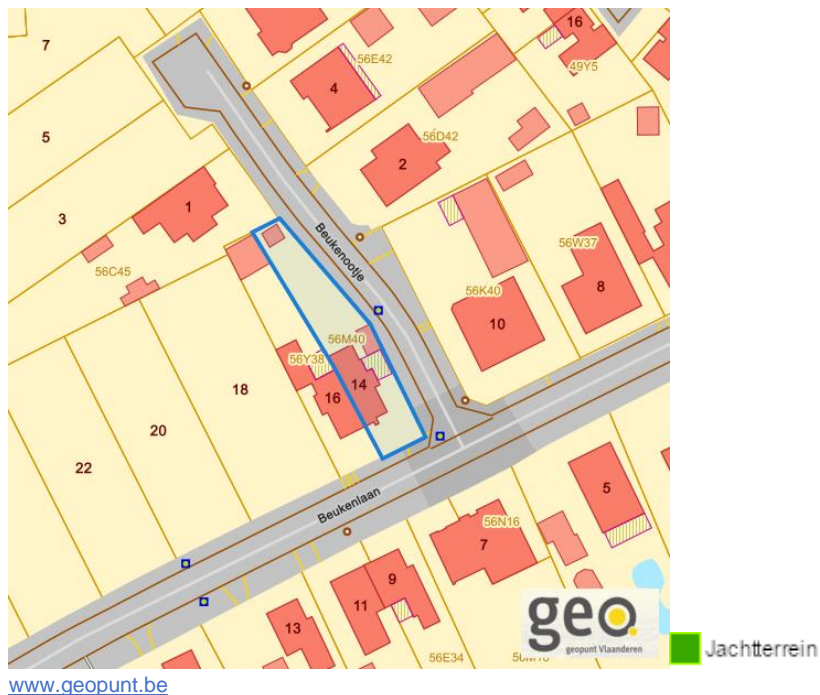 7
16
56E42
49Y5
4
5
56D42
2
1
3
Beukenootje
56W37
56C45
56K40
8
10
56M40
56Y38
14
18
16
20
22
5
Beukenlaan
56N16
7
9
11
geo
geopunt Vlaanderen
13
Jachtterrein
56E34
www.geopunt.be